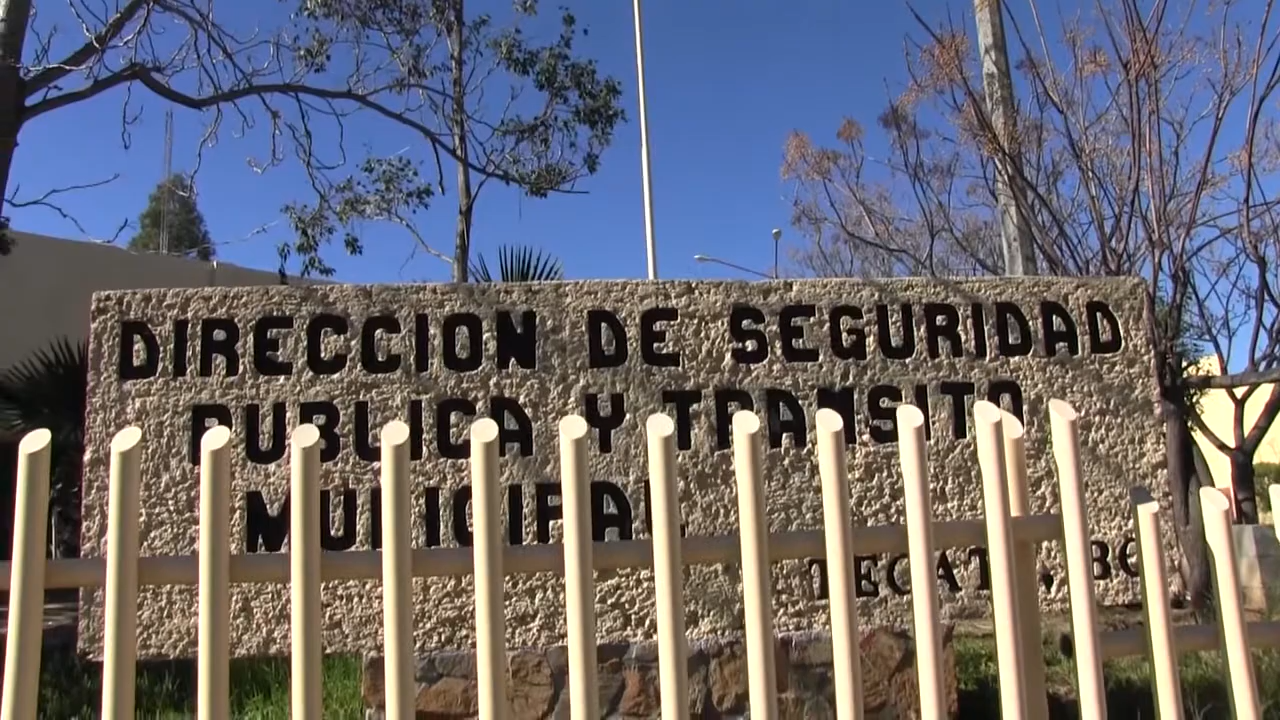 DIRECCION DE SEGURIDAD
PUBLICA Y TRANSITO
MUNICIPAL
TECATE, BC